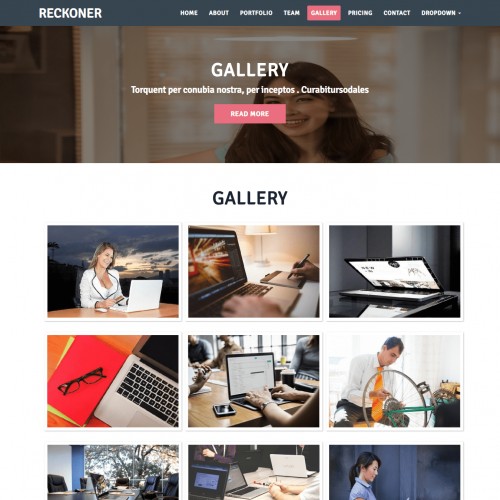 RECKONER
HOME ABOUT PORTFOLIO TEAM GALLERY PRICING CONTACT DROPDOWN
GALLERY
Torquent per conubia nostra, per inceptos . Curabitursodales
READ MORE
GALLERY